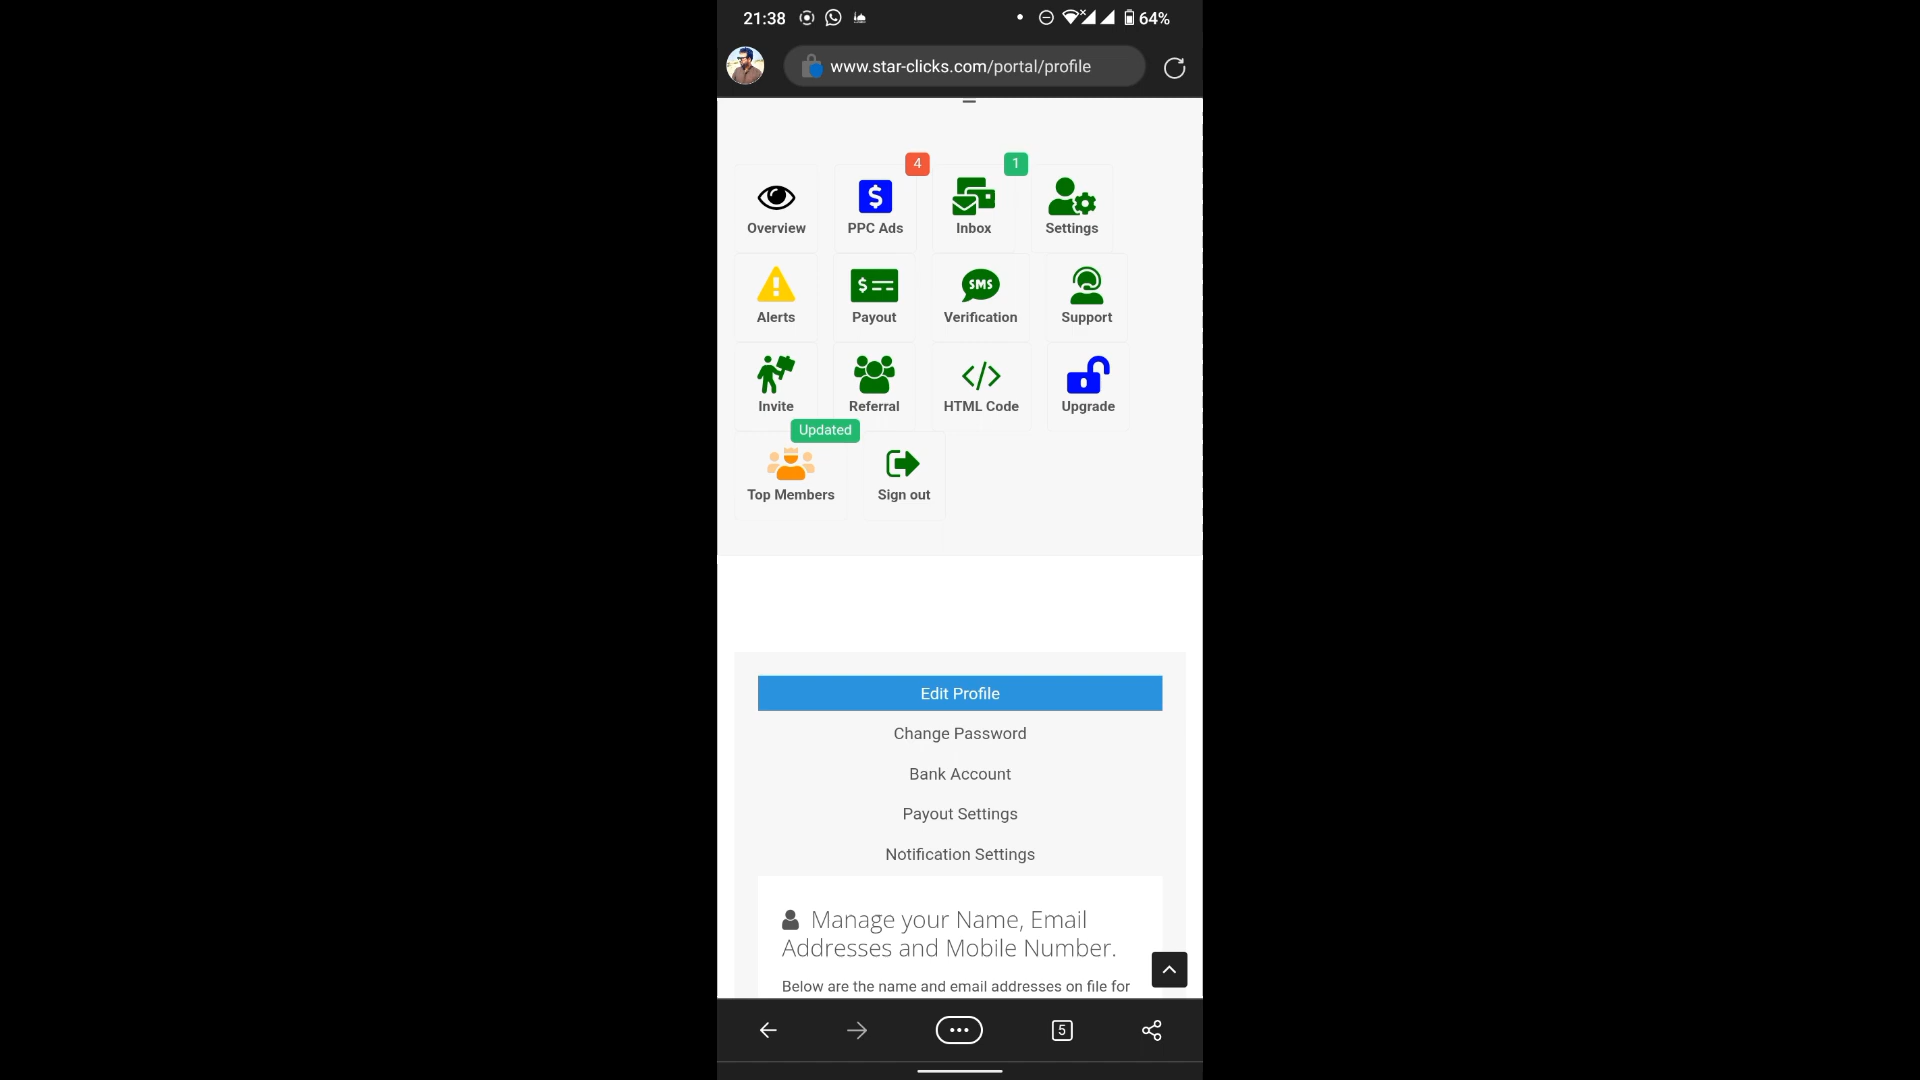 21:38
64%
www.star-clicks.com/portal/profile
4
1
Overview
PPC Ads
Inbox
Settings
SMS
Alerts
Payout
Verification
Support
Invite
Referral
HTML Code
Upgrade
Updated
Top Members
Sign out
Edit Profile
Change Password
Bank Account
Payout Settings
Notification Settings
Manage your Name, Email
Addresses and Mobile Number.
Below are the name and email addresses on file for
5